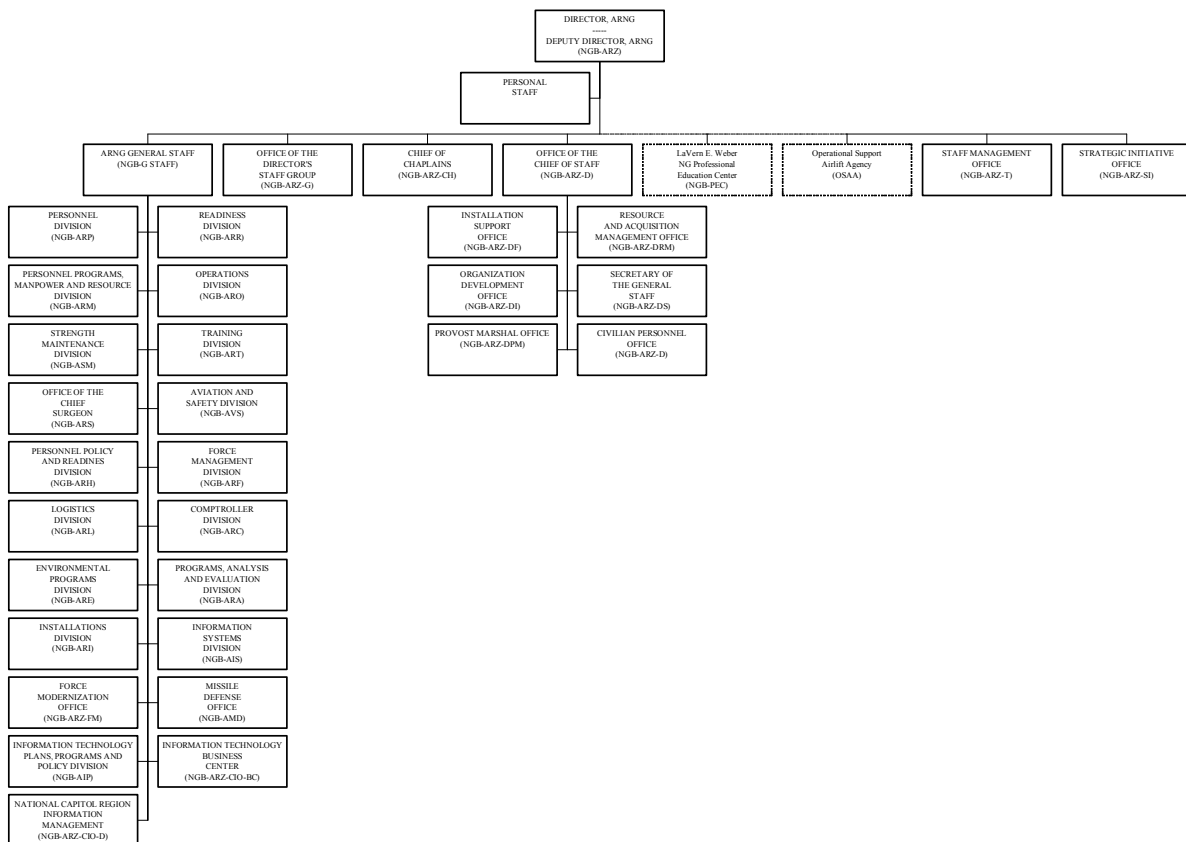 DIRECTOR, ARNG
-----
DEPUTY DIRECTOR, ARNG
(NGB-ARZ)
PERSONAL
STAFF
ARNG GENERAL STAFF
(NGB-G STAFF)
OFFICE OF THE
DIRECTOR'S
STAFF GROUP
(NGB-ARZ-G)
CHIEF OF
CHAPLAINS
(NGB-ARZ-CH)
OFFICE OF THE
CHIEF OF STAFF
(NGB-ARZ-D)
LaVern E. Weber
NG Professional
Education Center
(NGB-PEC)
Operational Support
Airlift Agency
(OSAA)
STAFF MANAGEMENT
OFFICE
(NGB-ARZ-T)
STRATEGIC INITIATIVE
OFFICE
(NGB-ARZ-SI)
PERSONNEL
DIVISION
(NGB-ARP)
READINESS
DIVISION
(NGB-ARR)
INSTALLATION
SUPPORT
OFFICE
(NGB-ARZ-DF)
RESOURCE
AND ACQUISITION
MANAGEMENT OFFICE
(NGB-ARZ-DRM)
PERSONNEL PROGRAMS,
MANPOWER AND RESOURCE
DIVISION
(NGB-ARM)
OPERATIONS
DIVISION
(NGB-ARO)
ORGANIZATION
DEVELOPMENT
OFFICE
(NGB-ARZ-DI)
SECRETARY OF
THE GENERAL
STAFF
(NGB-ARZ-DS)
STRENGTH
MAINTENANCE
DIVISION
(NGB-ASM)
TRAINING
DIVISION
(NGB-ART)
PROVOST MARSHAL OFFICE
(NGB-ARZ-DPM)
CIVILIAN PERSONNEL
OFFICE
(NGB-ARZ-D)
OFFICE OF THE
CHIEF
SURGEON
(NGB-ARS)
AVIATION AND
SAFETY DIVISION
(NGB-AVS)
PERSONNEL POLICY
AND READINES
DIVISION
(NGB-ARH)
FORCE
MANAGEMENT
DIVISION
(NGB-ARF)
LOGISTICS
DIVISION
(NGB-ARL)
COMPTROLLER
DIVISION
(NGB-ARC)
ENVIRONMENTAL
PROGRAMS
DIVISION
(NGB-ARE)
PROGRAMS, ANALYSIS
AND EVALUATION
DIVISION
(NGB-ARA)
INSTALLATIONS
DIVISION
(NGB-ARI)
INFORMATION
SYSTEMS
DIVISION
(NGB-AIS)
FORCE
MODERNIZATION
OFFICE
(NGB-ARZ-FM)
MISSILE
DEFENSE
OFFICE
(NGB-AMD)
INFORMATION TECHNOLOGY
PLANS, PROGRAMS AND
POLICY DIVISION
(NGB-AIP)
INFORMATION TECHNOLOGY
BUSINESS
CENTER
(NGB-ARZ-CIO-BC)
NATIONAL CAPITOL REGION
INFORMATION
MANAGEMENT
(NGB-ARZ-CIO-D)